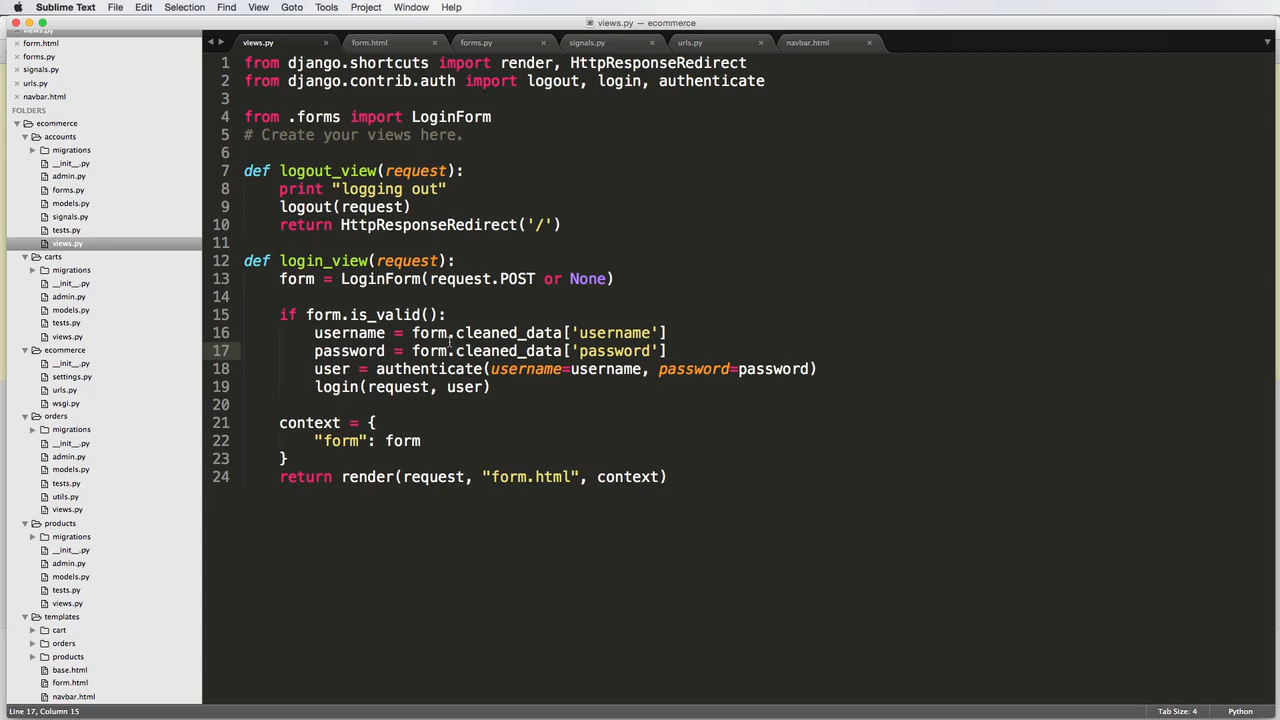 Sublime Text File Edit Selection Find View Goto Tools Project Window Help
views.py — ecommerce
views.py
form.html
forms.py
signals.py
urls.py
navbar.html
FOLDERS
ecommerce
accounts
migrations
__init__.py
admin.py
forms.py
models.py
signals.py
tests.py
views.py
carts
migrations
__init__.py
admin.py
models.py
tests.py
views.py
ecommerce
__init__.py
settings.py
urls.py
wsgi.py
orders
migrations
__init__.py
admin.py
models.py
tests.py
utils.py
views.py
products
migrations
__init__.py
admin.py
models.py
tests.py
views.py
templates
cart
orders
products
base.html
form.html
navbar.html
views.py form.html forms.py signals.py urls.py navbar.html
1 from django.shortcuts import render, HttpResponseRedirect
2 from django.contrib.auth import logout, login, authenticate
3
4 from .forms import LoginForm
5 # Create your views here.
6
7 def logout_view(request):
8     print "logging out"
9     logout(request)
10     return HttpResponseRedirect('/')
11
12 def login_view(request):
13     form = LoginForm(request.POST or None)
14
15     if form.is_valid():
16         username = form.cleaned_data['username']
17         password = form.cleaned_data['password']
18         user = authenticate(username=username, password=password)
19         login(request, user)
20
21     context = {
22         "form": form
23     }
24     return render(request, "form.html", context)
Line 17, Column 15 Tab Size: 4 Python